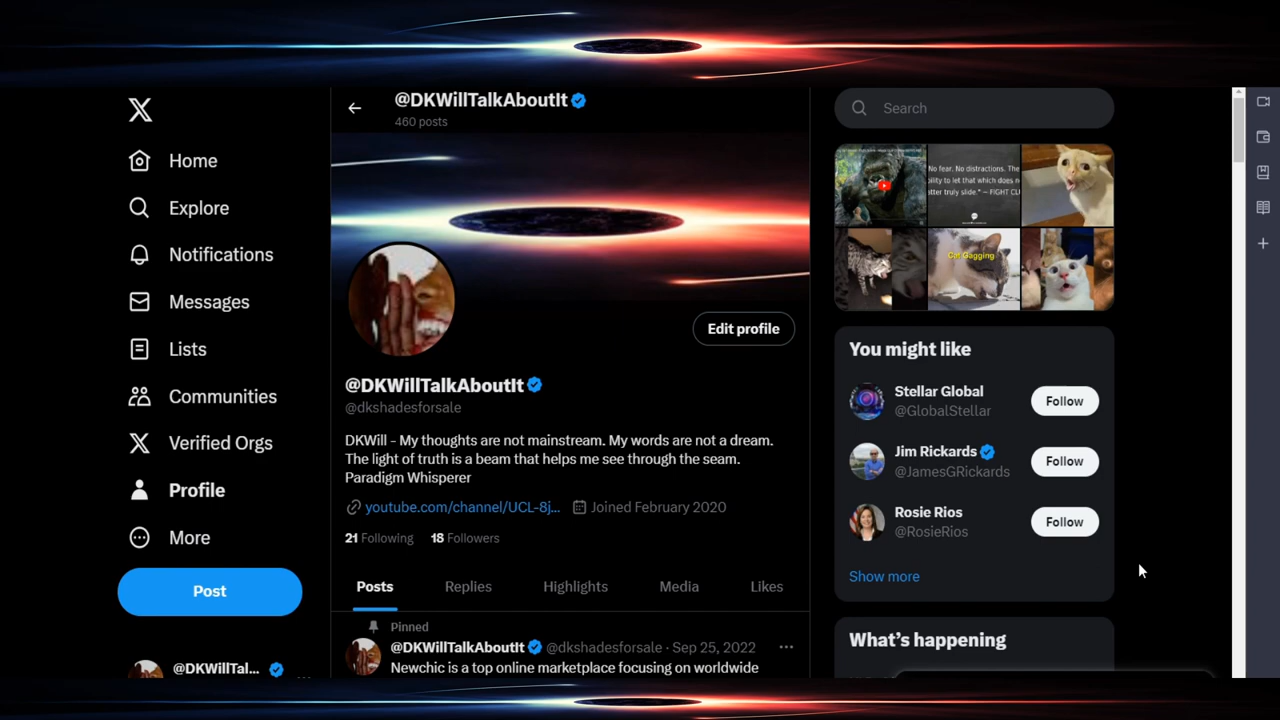 @DKWillTalkAboutIt
460 posts
Home
Explore
Notifications
Messages
Lists
Communities
Verified Orgs
Profile
More
Post
@DKWillTal...
Edit profile
@DKWillTalkAboutIt
@dkshadesforsale
DKWill - My thoughts are not mainstream. My words are not a dream.
The light of truth is a beam that helps me see through the seam.
Paradigm Whisperer
youtube.com/channel/UCL-8j... Joined February 2020
21 Following 18 Followers
Posts Replies Highlights Media Likes
Pinned
@DKWillTalkAboutIt @dkshadesforsale · Sep 25, 2022 ...
Newchic is a top online marketplace focusing on worldwide
Search
No fear. No distractions. The
ility to let that which does
tter truly slide." — FIGHT CL
Cat Gagging
You might like
Stellar Global
@GlobalStellar
Follow
Jim Rickards
@JamesGRickards
Follow
Rosie Rios
@RosieRios
Follow
Show more
What's happening